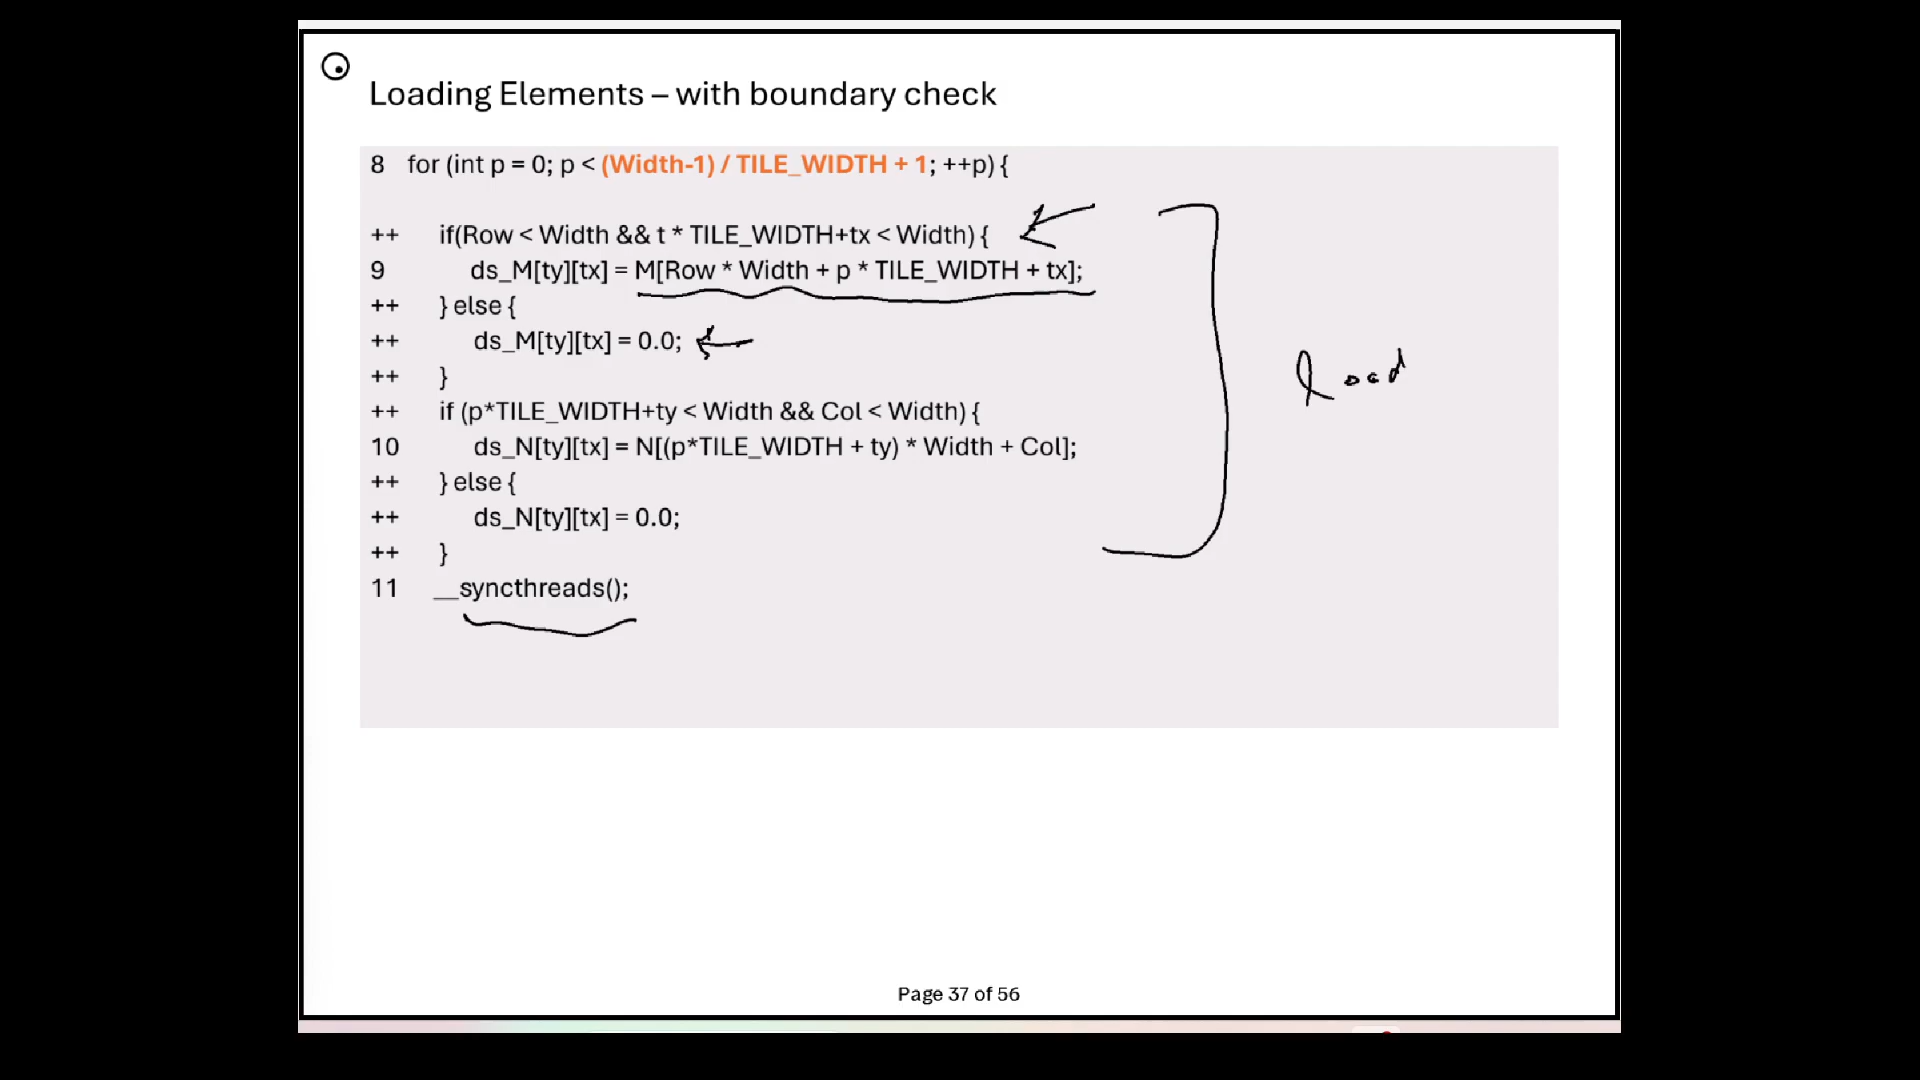 Loading Elements – with boundary check
8 for (int p = 0; p < (Width-1) / TILE_WIDTH + 1; ++p) {
++ if(Row < Width && t * TILE_WIDTH+tx < Width) {
9 ds_M[ty][tx] = M[Row * Width + p * TILE_WIDTH + tx];
++ } else {
++ ds_M[ty][tx] = 0.0;
++ }
++ if (p*TILE_WIDTH+ty < Width && Col < Width) {
10 ds_N[ty][tx] = N[(p*TILE_WIDTH + ty) * Width + Col];
++ } else {
++ ds_N[ty][tx] = 0.0;
++ }
11 __syncthreads();
load
Page 37 of 56